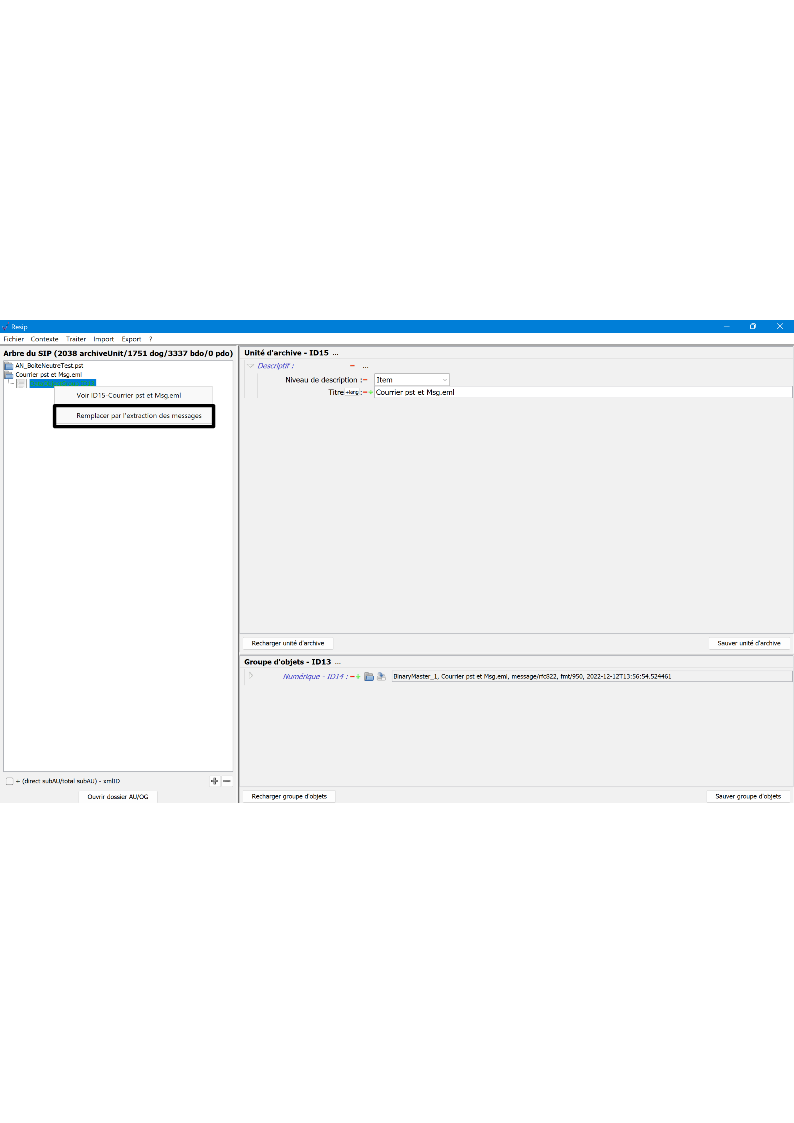 Resip
Fichier Contexte Traiter Import Export ?
Arbre du SIP (2038 archiveUnit/1751 dog/3337 bdo/0 pdo)
AN_BoiteNeutreTest.pst
Courrier pst et Msg.eml
Voir ID15-Courrier pst et Msg.eml
Remplacer par l'extraction des messages
+ (direct subAU/total subAU) - xmlID
Ouvrir dossier AU/OG
Unité d'archive - ID15 ...
Descriptif : − ...
Niveau de description :− Item
Titre +lang :−+ Courrier pst et Msg.eml
Recharger unité d'archive Sauver unité d'archive
Groupe d'objets - ID13 ...
Numérique - ID14 : −+ BinaryMaster_1, Courrier pst et Msg.eml, message/rfc822, fmt/950, 2022-12-12T13:56:54.524461
Recharger groupe d'objets Sauver groupe d'objets